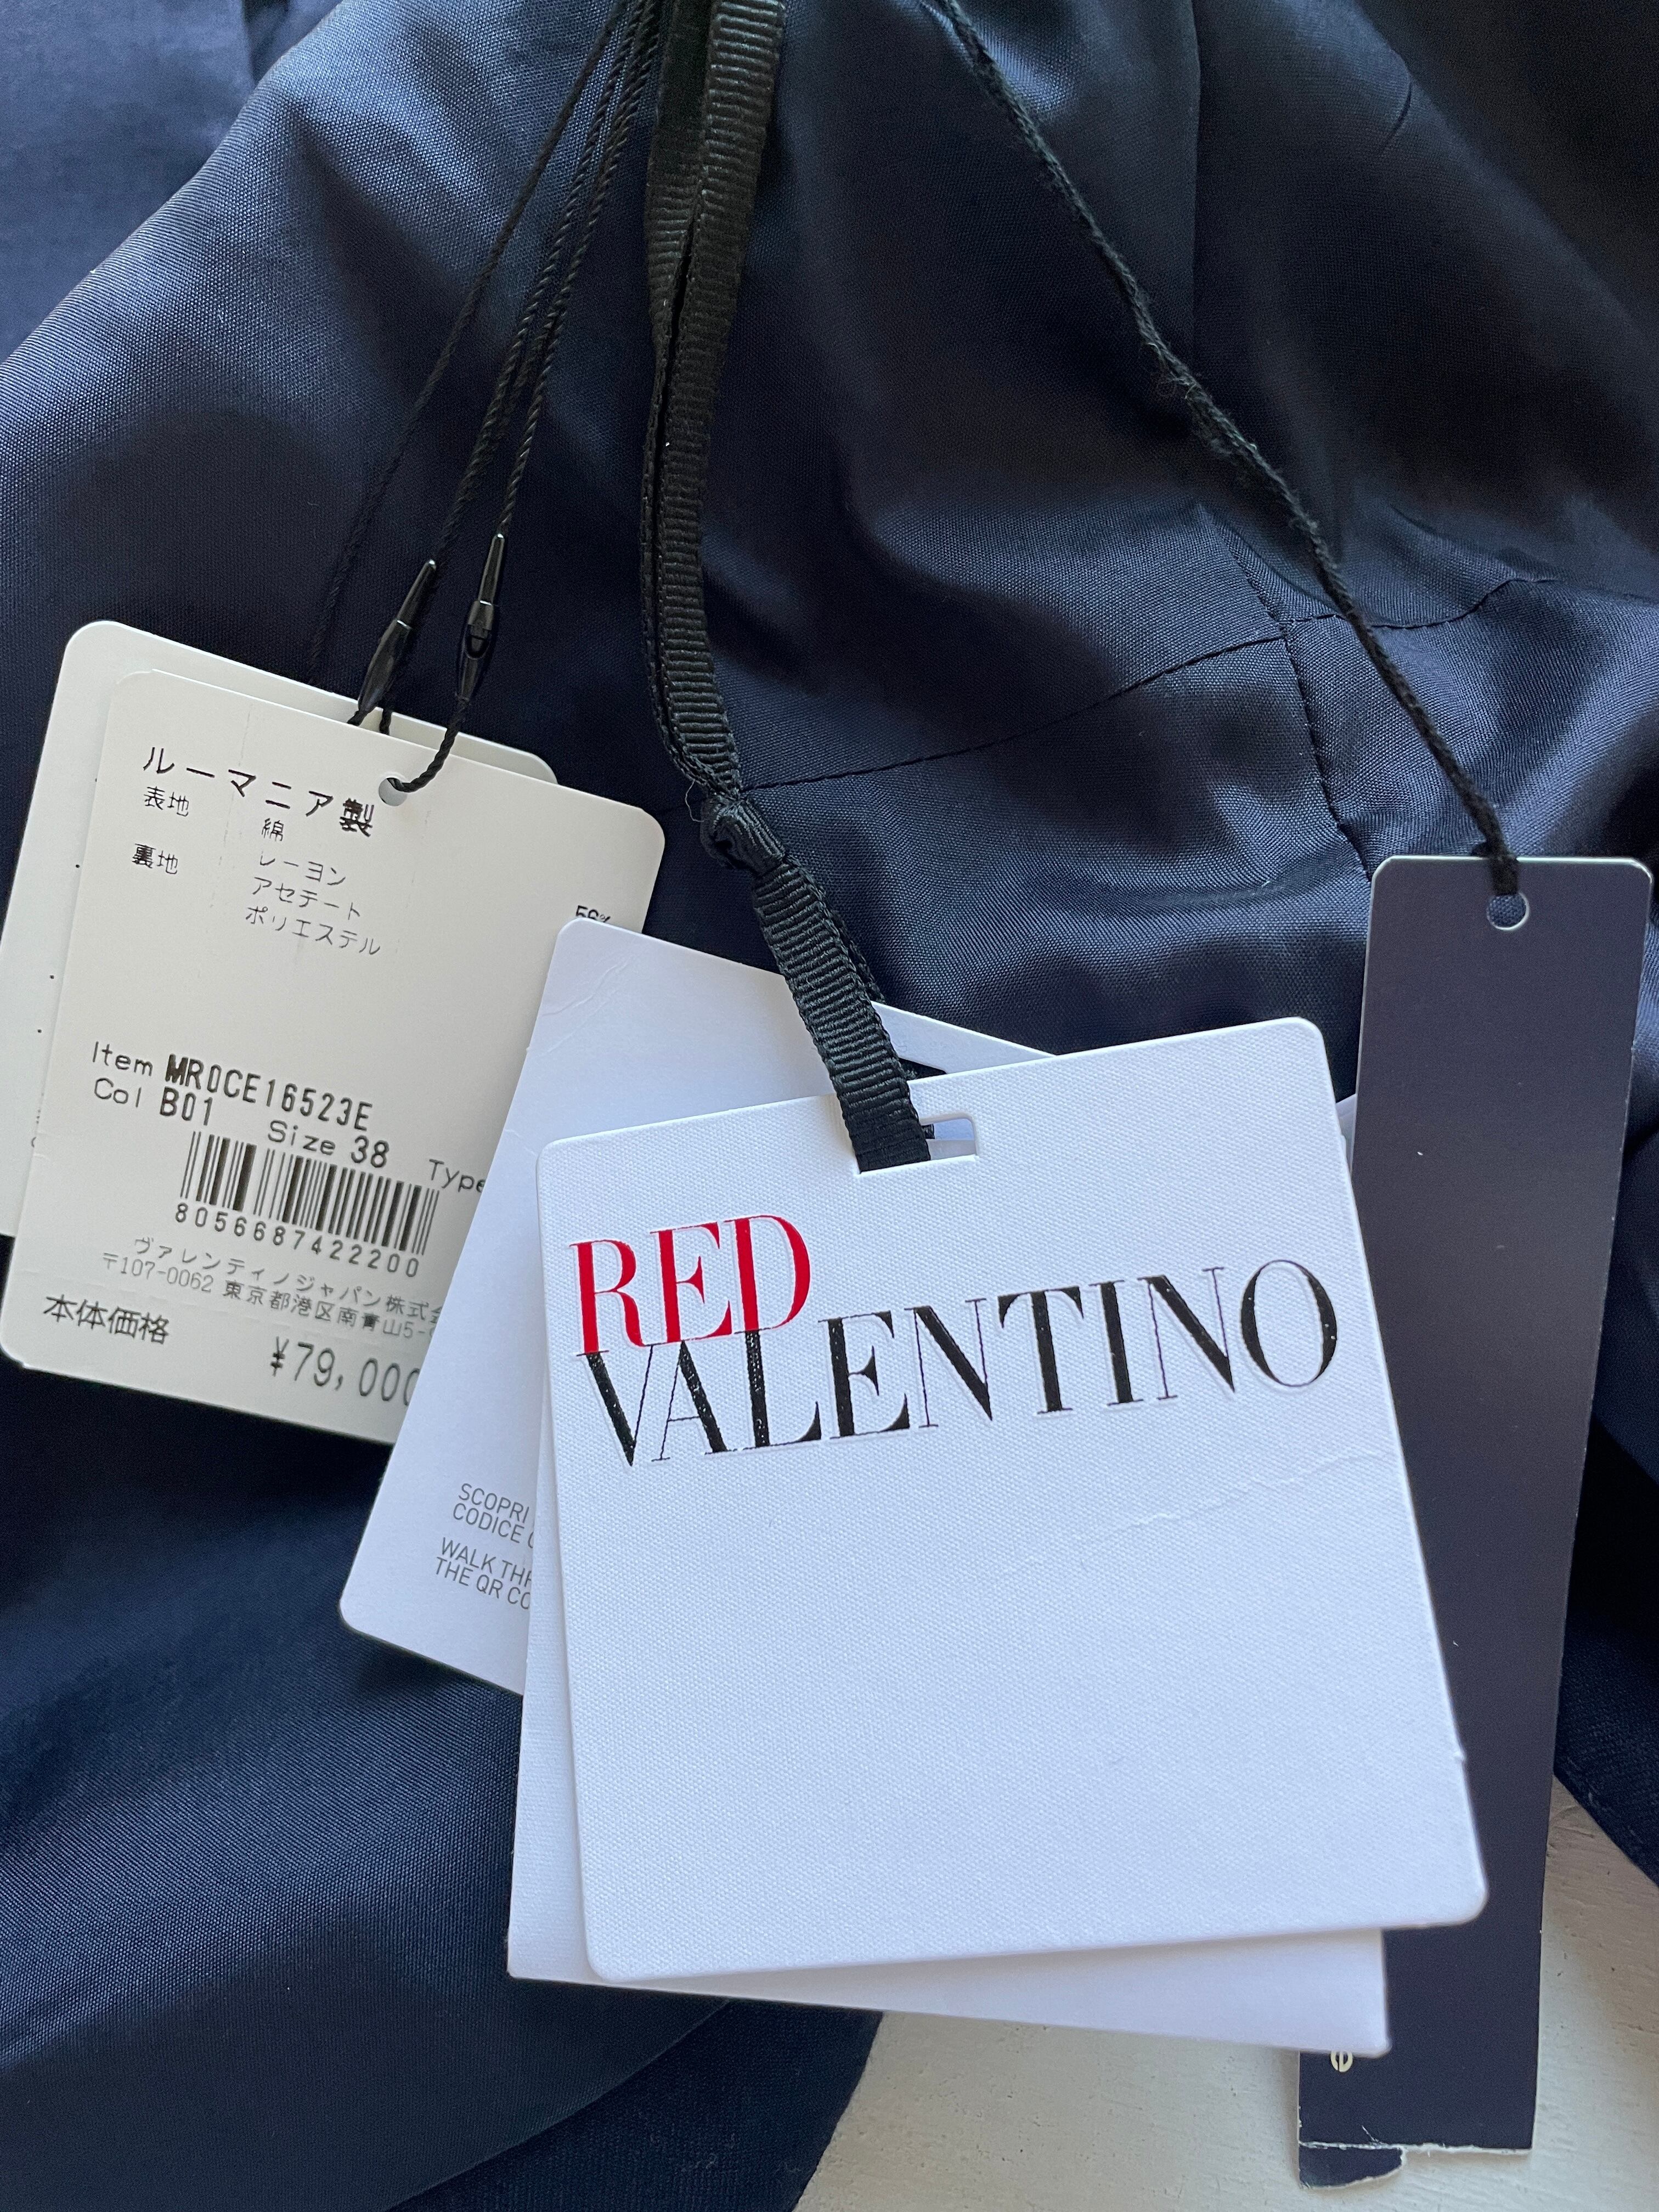 ルーマニア製
表地 綿
レーヨン
裏地 アセテート
ポリエステル
Item MR0CE16523E
Col B01
Size 38 Type
8056687422200
ヴァレンティノジャパン株式
〒107-0062 東京都港区南青山5-
本体価格
¥79,000
SCOPRI
CODICE
WALK
THE QR
RED
VALENTINO